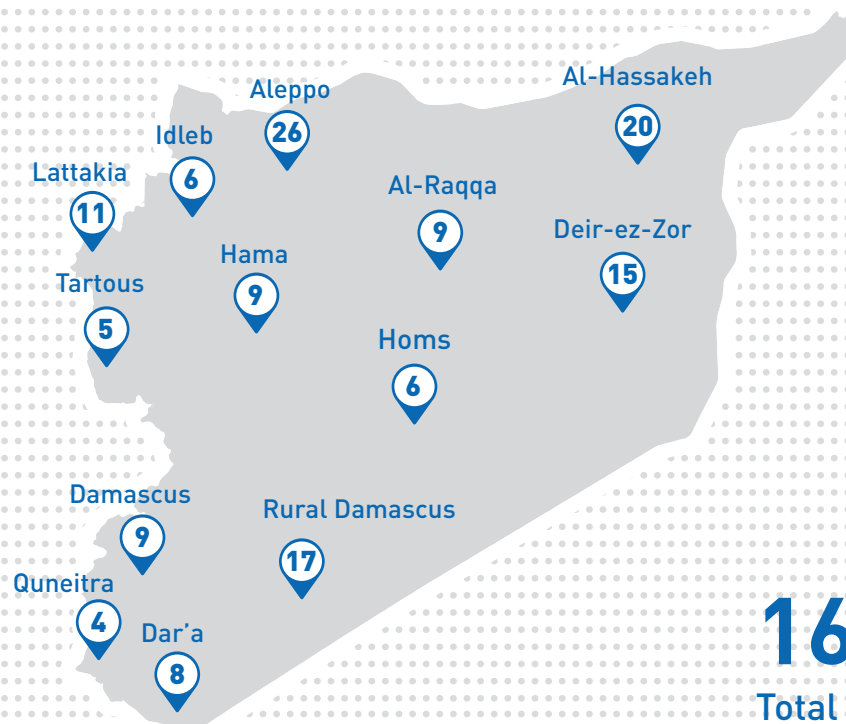 Aleppo
26
Al-Hassakeh
20
Idleb
6
Lattakia
11
Al-Raqqa
9
Deir-ez-Zor
15
Hama
9
Tartous
5
Homs
6
Damascus
9
Rural Damascus
17
Quneitra
4
Dar’a
8
16
Total